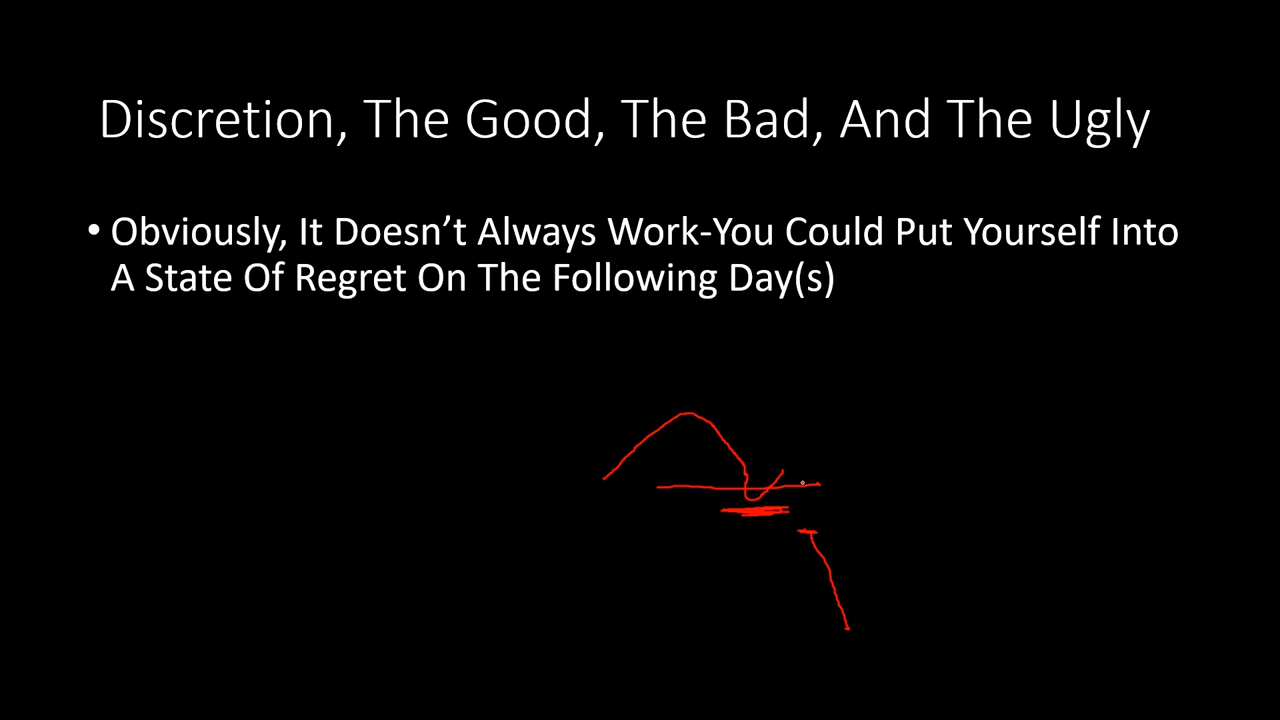 Discretion, The Good, The Bad, And The Ugly
• Obviously, It Doesn’t Always Work-You Could Put Yourself Into
A State Of Regret On The Following Day(s)